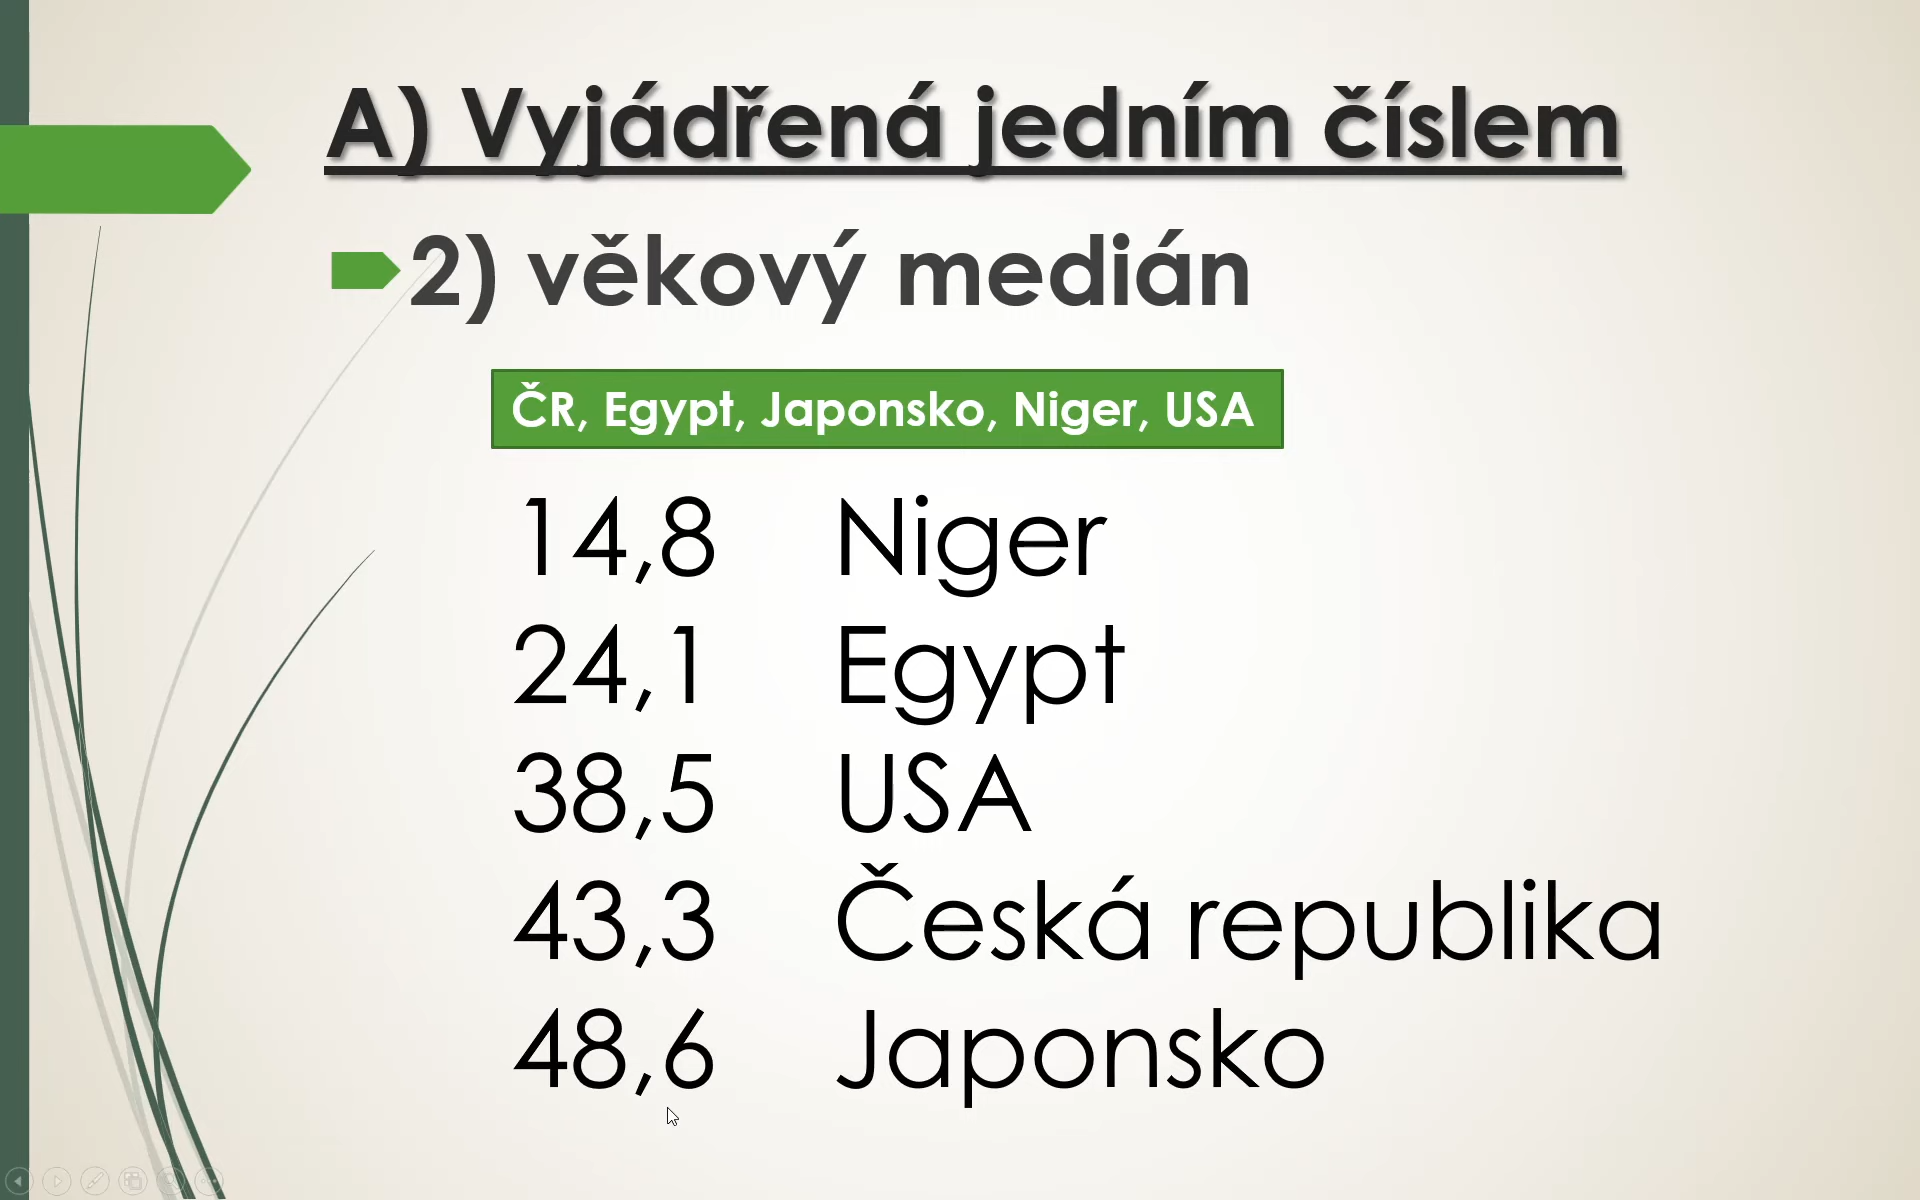 A) Vyjádřená jedním číslem
2) věkový medián
ČR, Egypt, Japonsko, Niger, USA
14,8 Niger
24,1 Egypt
38,5 USA
43,3 Česká republika
48,6 Japonsko